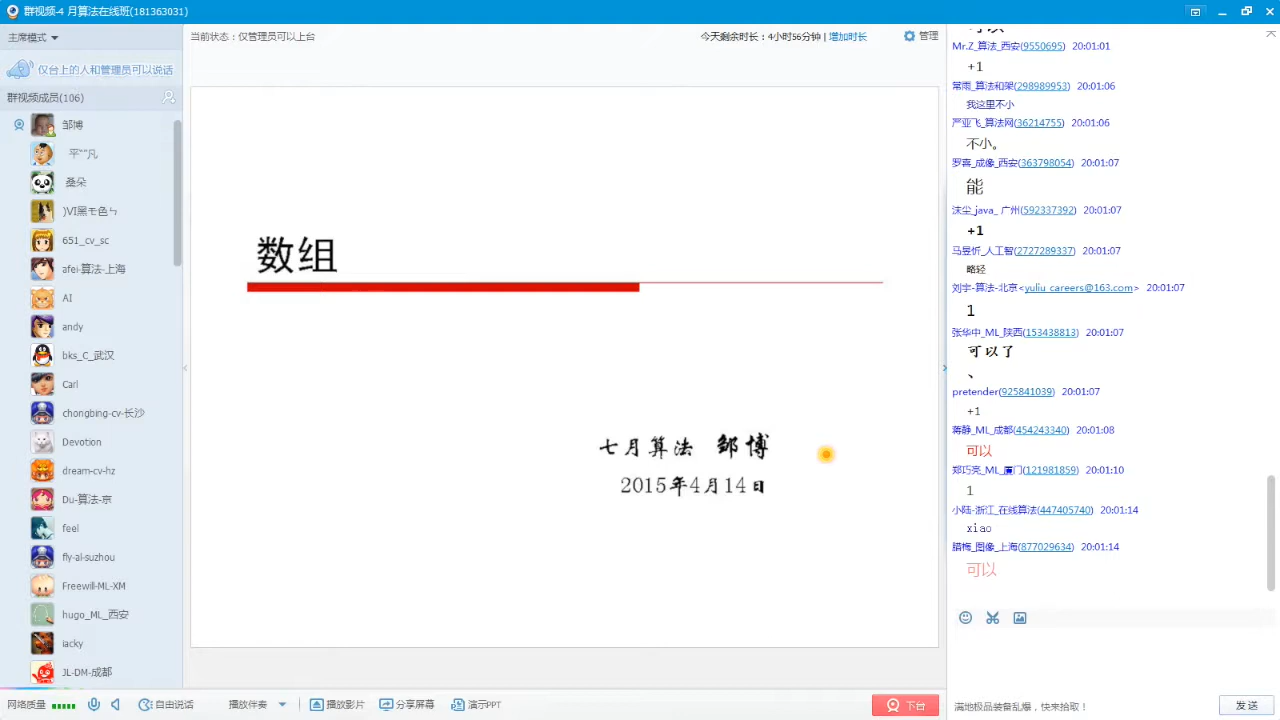 群视频-4 月算法在线班(181363031)
主席模式
仅台上的人和管理员可以说话
群视频成员(106)
邹博
平~~凡
桑朵
)VI黑モ色ㄣ
651_cv_sc
afei-算法-上海
AI
andy
bks_C_武汉
Carl
chongbing-cv-长沙
Devotion
dream-cv-hz
Du-算法-京
feel
fly-al-suzhou
Freewill-ML-XM
hugo_ML_西安
iacky
JL-DM-成都
当前状态：仅管理员可以上台
今天剩余时长：4小时56分钟 | 增加时长
管理
数组
七月算法 邹博
2015年4月14日
Mr.Z_算法_西安(9550695) 20:01:01
+1
常雨_算法和架(298989953) 20:01:06
我这里不小
严亚飞_算法网(36214755) 20:01:06
不小。
罗喜_成像_西安(363798054) 20:01:07
能
沫尘_java_ 广州(592337392) 20:01:07
+1
马昱忻_人工智(2727289337) 20:01:07
略轻
刘宇-算法-北京<yuliu_careers@163.com> 20:01:07
1
张华中_ML_陕西(153438813) 20:01:07
可以了
、
pretender(925841039) 20:01:07
+1
蒋静_ML_成都(454243340) 20:01:08
可以
郑巧亮_ML_厦门(121981859) 20:01:10
1
小陆-浙江_在线算法(447405740) 20:01:14
xiao
腊梅_图像_上海(877029634) 20:01:14
可以
网络质量
自由说话
播放伴奏
播放影片
分享屏幕
演示PPT
下台
满地极品装备乱爆，快来拾取！
发送